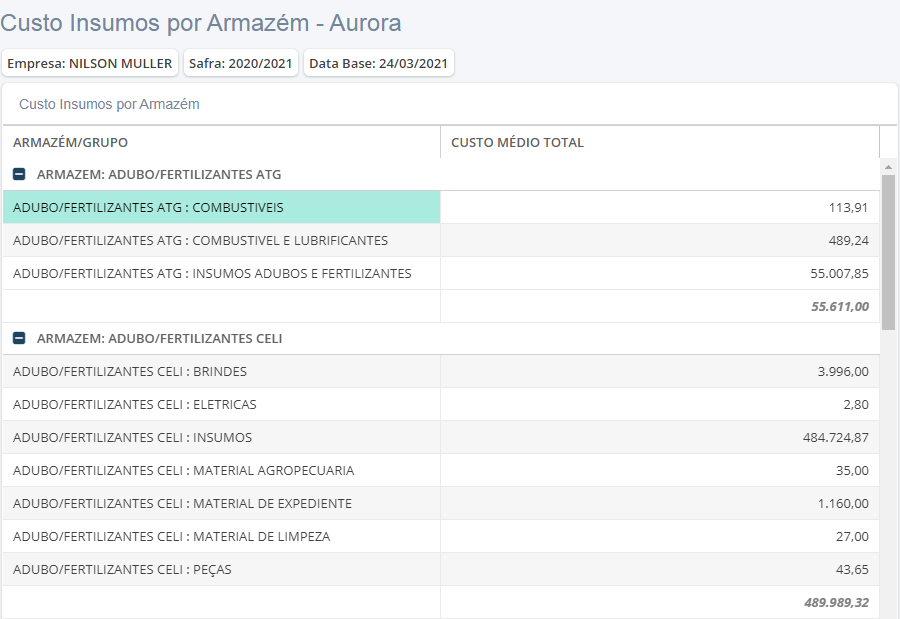 Custo Insumos por Armazém - Aurora
Empresa: NILSON MULLER Safra: 2020/2021 Data Base: 24/03/2021
Custo Insumos por Armazém
ARMAZÉM/GRUPO CUSTO MÉDIO TOTAL
ARMAZEM: ADUBO/FERTILIZANTES ATG
ADUBO/FERTILIZANTES ATG : COMBUSTIVEIS 113,91
ADUBO/FERTILIZANTES ATG : COMBUSTIVEL E LUBRIFICANTES 489,24
ADUBO/FERTILIZANTES ATG : INSUMOS ADUBOS E FERTILIZANTES 55.007,85
55.611,00
ARMAZEM: ADUBO/FERTILIZANTES CELI
ADUBO/FERTILIZANTES CELI : BRINDES 3.996,00
ADUBO/FERTILIZANTES CELI : ELETRICAS 2,80
ADUBO/FERTILIZANTES CELI : INSUMOS 484.724,87
ADUBO/FERTILIZANTES CELI : MATERIAL AGROPECUARIA 35,00
ADUBO/FERTILIZANTES CELI : MATERIAL DE EXPEDIENTE 1.160,00
ADUBO/FERTILIZANTES CELI : MATERIAL DE LIMPEZA 27,00
ADUBO/FERTILIZANTES CELI : PEÇAS 43,65
489.989,32